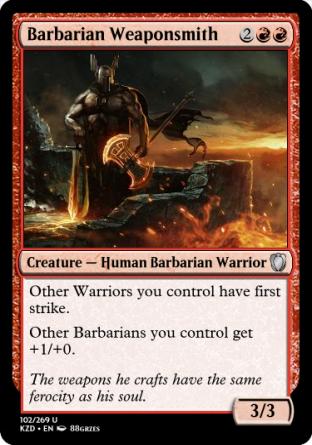 Barbarian Weaponsmith 2
Creature — Human Barbarian Warrior
Other Warriors you control have first
strike.
Other Barbarians you control get
+1/+0.
The weapons he crafts have the same
ferocity as his soul.
3/3
102/269 U
KZD • EN 88GRZES